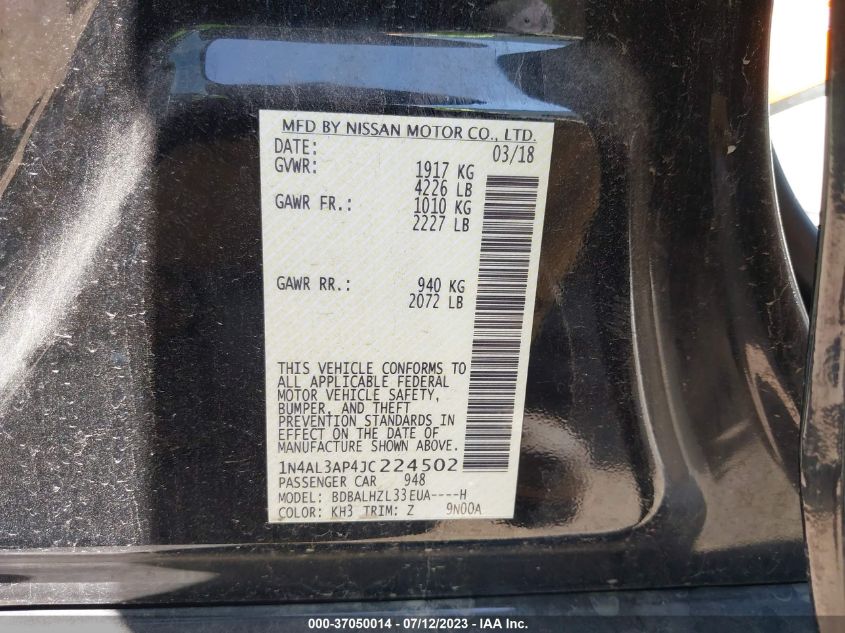 MFD BY NISSAN MOTOR CO., LTD.
DATE: 03/18
GVWR: 1917 KG
4226 LB
GAWR FR.: 1010 KG
2227 LB
GAWR RR.: 940 KG
2072 LB
THIS VEHICLE CONFORMS TO
ALL APPLICABLE FEDERAL
MOTOR VEHICLE SAFETY,
BUMPER, AND THEFT
PREVENTION STANDARDS IN
EFFECT ON THE DATE OF
MANUFACTURE SHOWN ABOVE.
1N4AL3AP4JC224502
PASSENGER CAR 948
MODEL: BDBALHZL33EUA----H
COLOR: KH3 TRIM: Z 9N00A
000-37050014 - 07/12/2023 - IAA Inc.